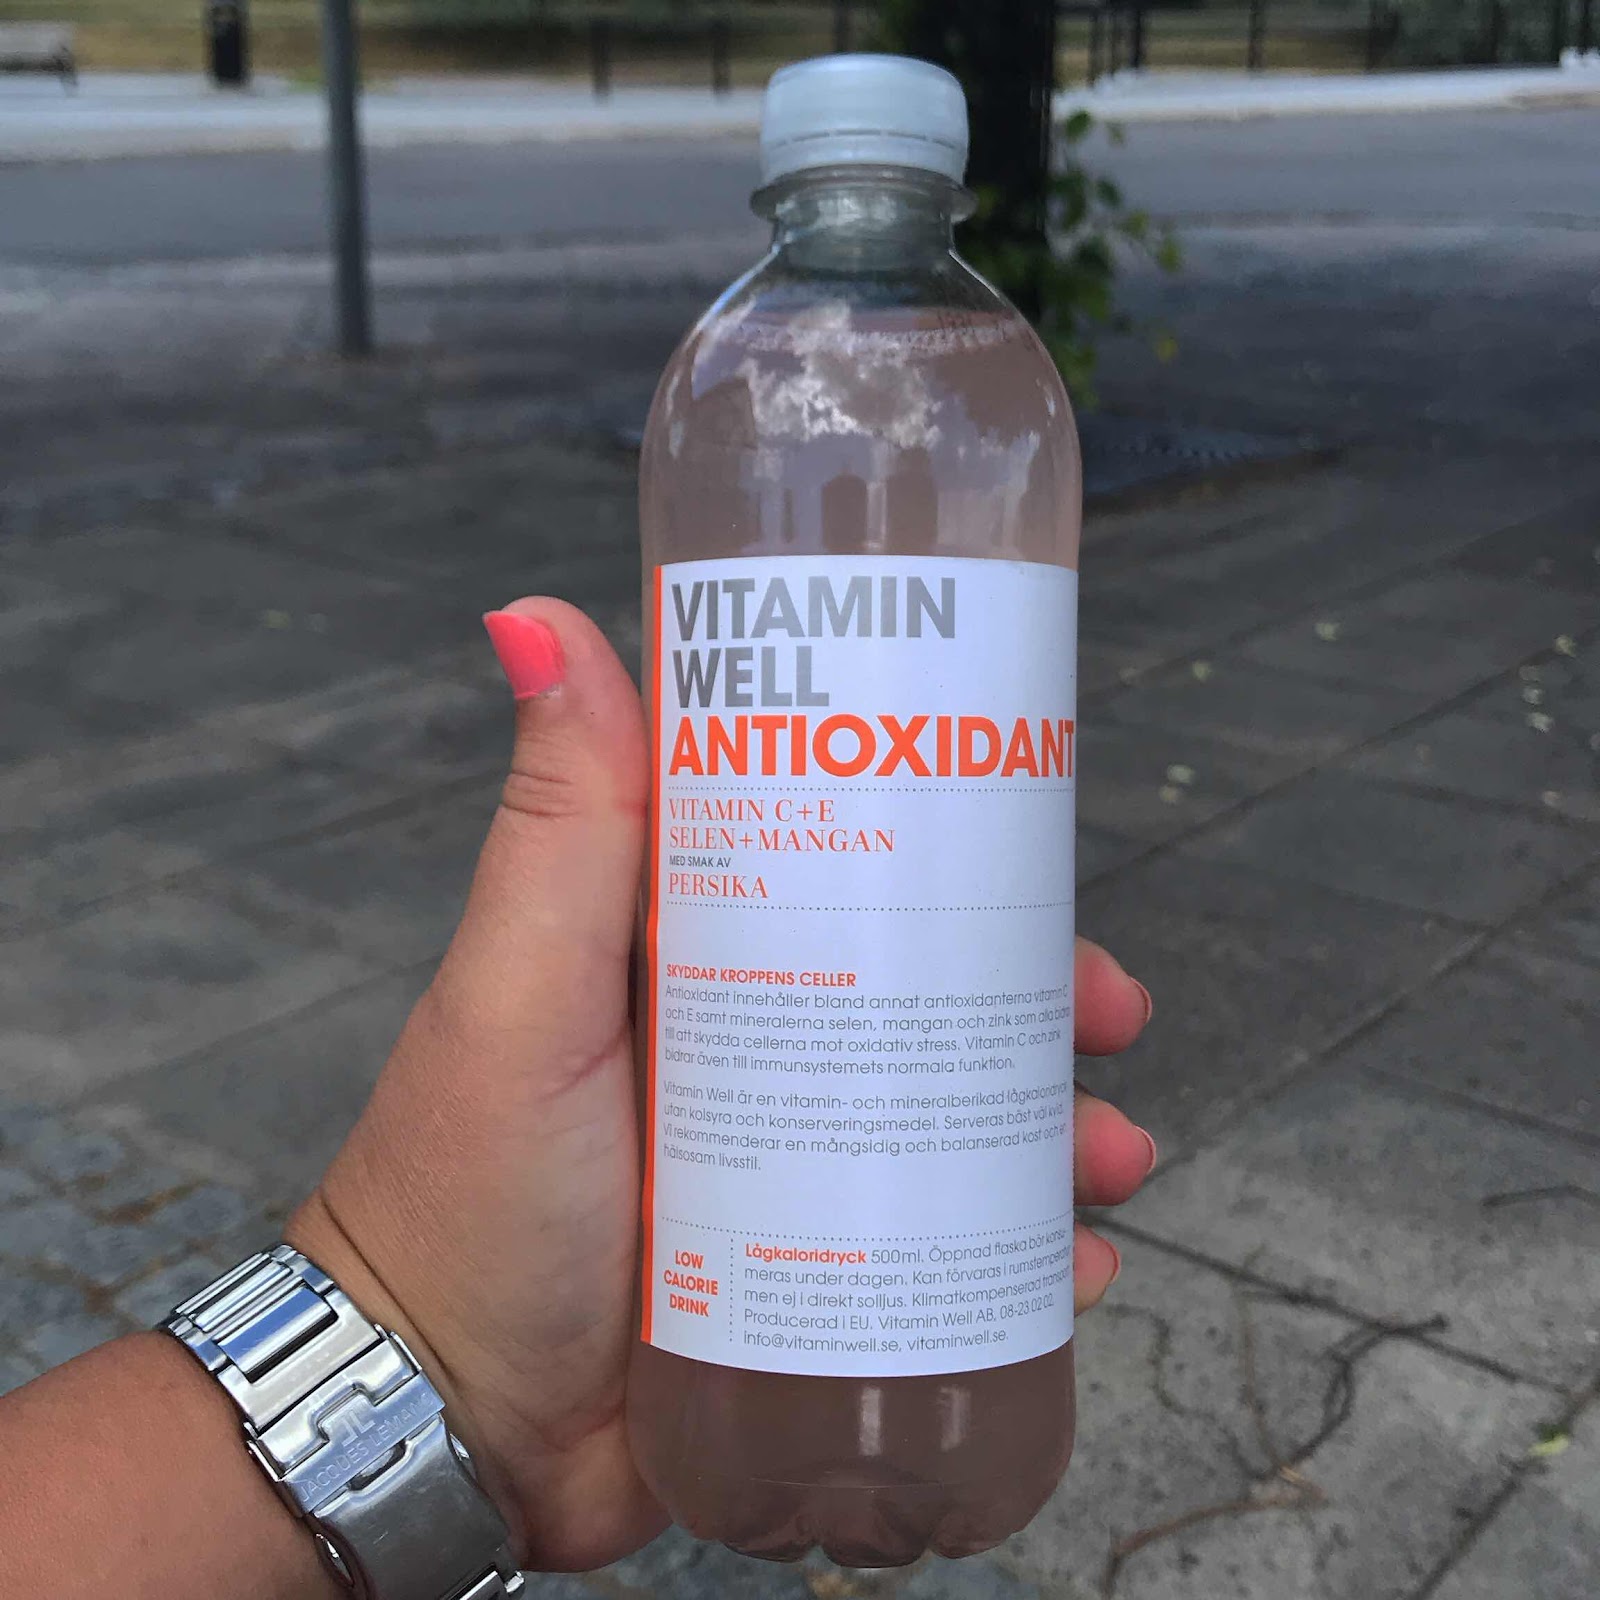 VITAMIN
WELL
ANTIOXIDANT
VITAMIN C+E
SELEN+MANGAN
MED SMAK AV
PERSIKA
SKYDDAR KROPPENS CELLER
Antioxidant innehåller bland annat antioxidanterna vitamin C
och E samt mineralerna selen, mangan och zink som alla bidrar
till att skydda cellerna mot oxidativ stress. Vitamin C och zink
bidrar även till immunsystemets normala funktion.
Vitamin Well är en vitamin- och mineralberikad lågkaloridryck
utan kolsyra och konserveringsmedel. Serveras bäst väl kyld.
Vi rekommenderar en mångsidig och balanserad kost och en
hälsosam livsstil.
LOW
CALORIE
DRINK
Lågkaloridryck 500ml. Öppnad flaska bör konsu-
meras under dagen. Kan förvaras i rumstemperatur
men ej i direkt solljus. Klimatkompenserad transport.
Producerad i EU. Vitamin Well AB, 08-23 02 02,
info@vitaminwell.se, vitaminwell.se.
JACQUES LEMANS